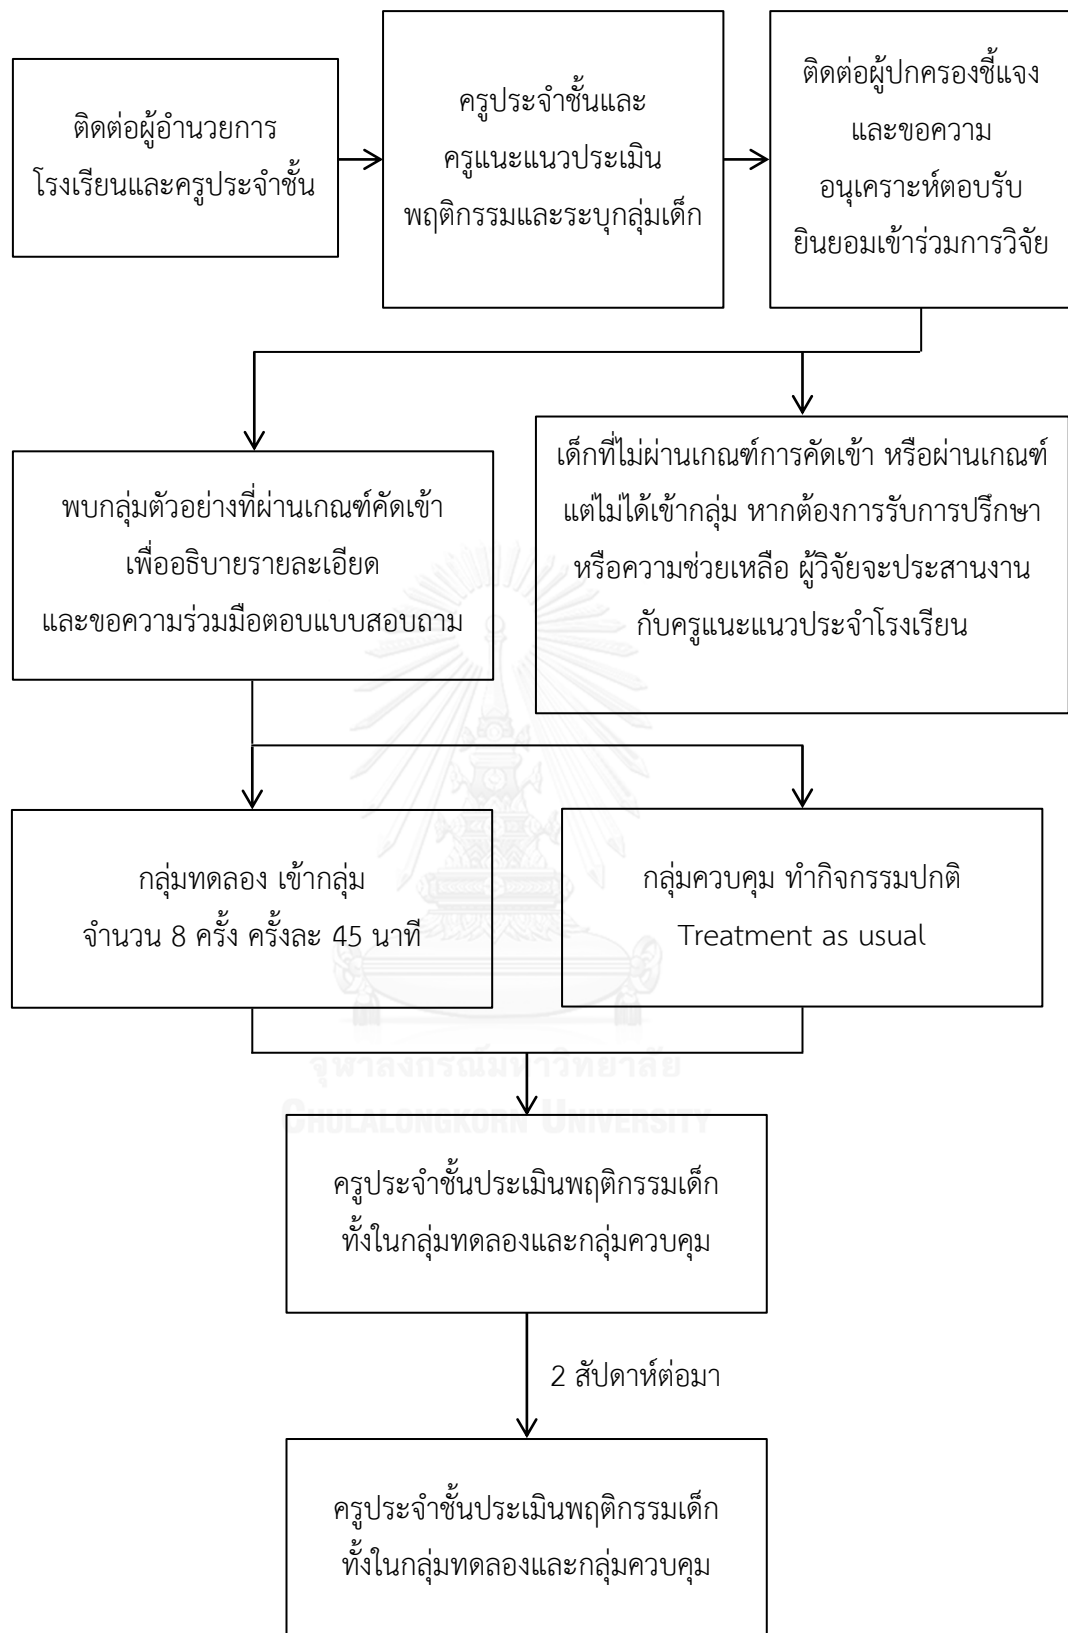 ติดต่อผู้อำนวยการ
โรงเรียนและครูประจำชั้น
ครูประจำชั้นและ
ครูแนะแนวประเมิน
พฤติกรรมและระบุกลุ่มเด็ก
ติดต่อผู้ปกครองชี้แจง
และขอความ
อนุเคราะห์ตอบรับ
ยินยอมเข้าร่วมการวิจัย
พบกลุ่มตัวอย่างที่ผ่านเกณฑ์คัดเข้า
เพื่ออธิบายรายละเอียด
และขอความร่วมมือตอบแบบสอบถาม
เด็กที่ไม่ผ่านเกณฑ์การคัดเข้า หรือผ่านเกณฑ์
แต่ไม่ได้เข้ากลุ่ม หากต้องการรับการปรึกษา
หรือความช่วยเหลือ ผู้วิจัยจะประสานงาน
กับครูแนะแนวประจำโรงเรียน
กลุ่มทดลอง เข้ากลุ่ม
จำนวน 8 ครั้ง ครั้งละ 45 นาที
กลุ่มควบคุม ทำกิจกรรมปกติ
Treatment as usual
จุฬาลงกรณ์มหาวิทยาลัย
CHULALONGKORN UNIVERSITY
ครูประจำชั้นประเมินพฤติกรรมเด็ก
ทั้งในกลุ่มทดลองและกลุ่มควบคุม
2 สัปดาห์ต่อมา
ครูประจำชั้นประเมินพฤติกรรมเด็ก
ทั้งในกลุ่มทดลองและกลุ่มควบคุม